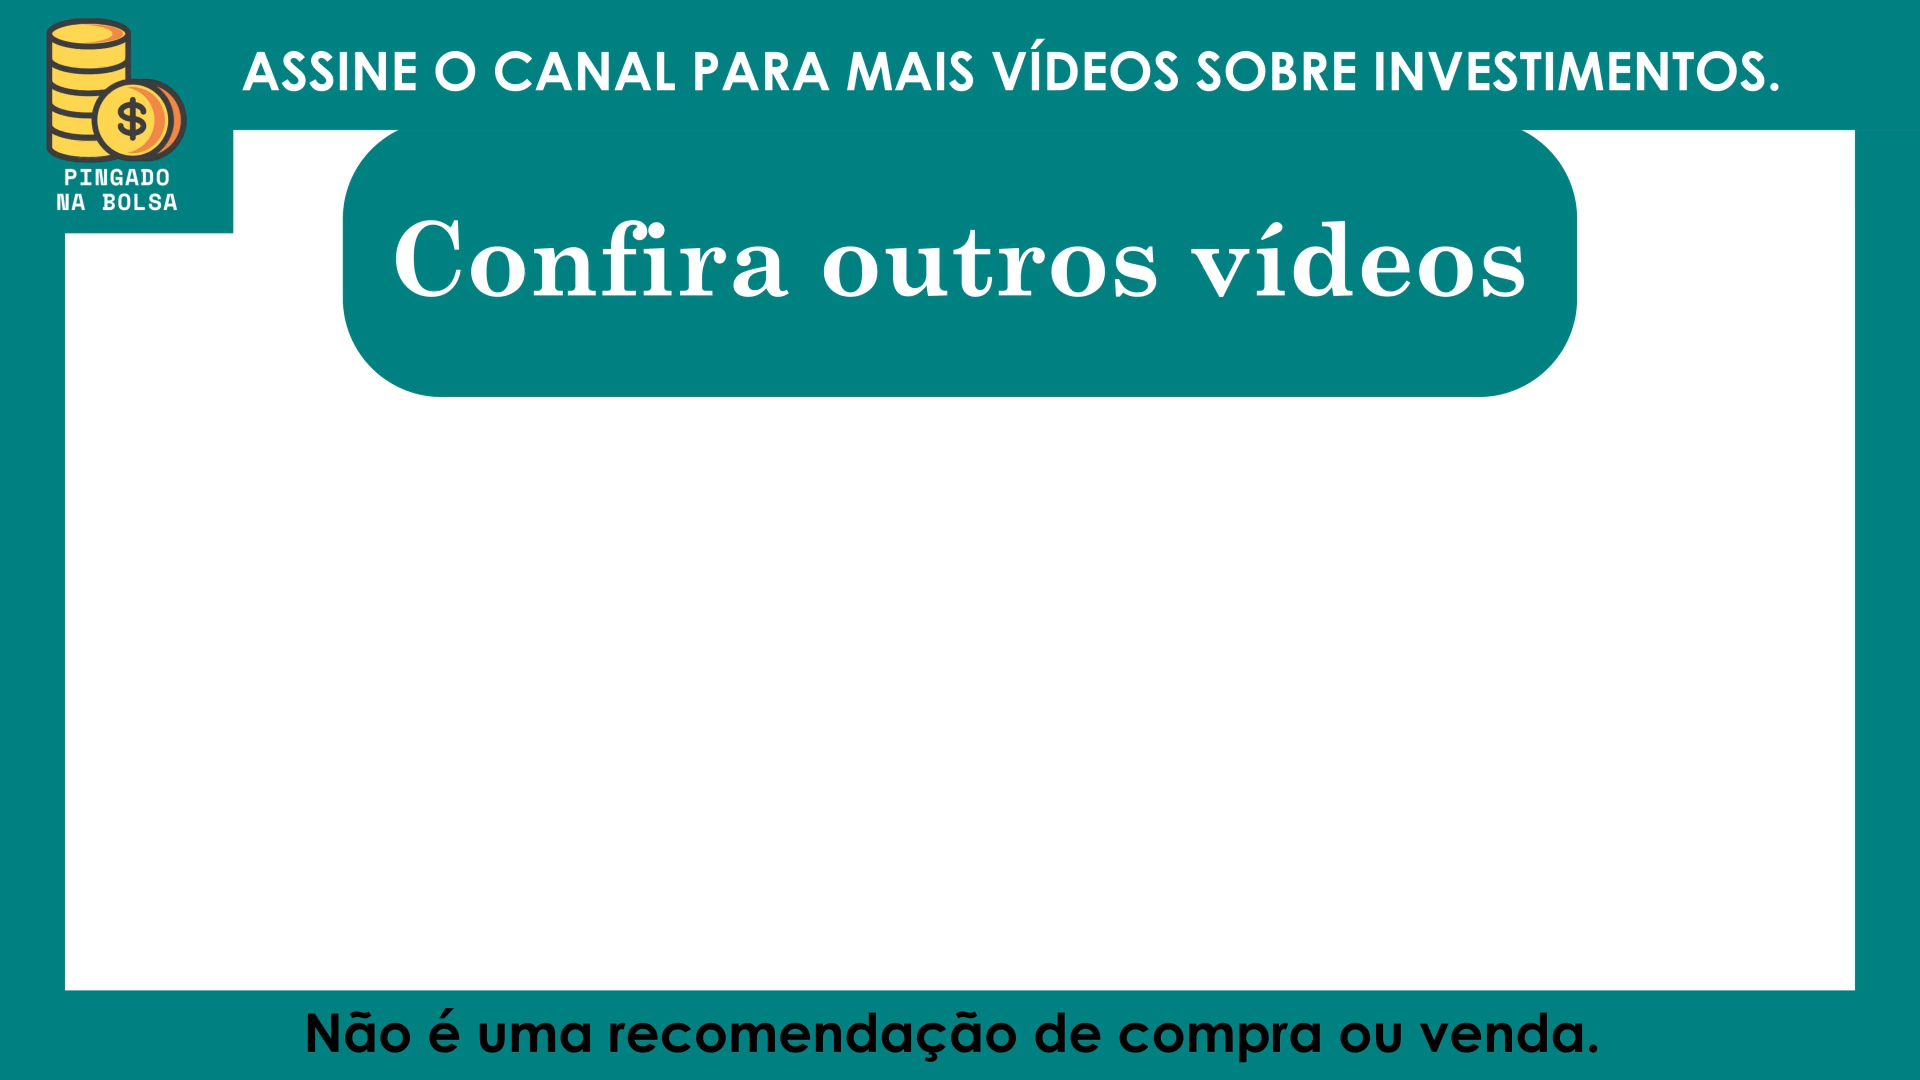 ASSINE O CANAL PARA MAIS VÍDEOS SOBRE INVESTIMENTOS.
$
PINGADO
NA BOLSA
Confira outros vídeos
Não é uma recomendação de compra ou venda.